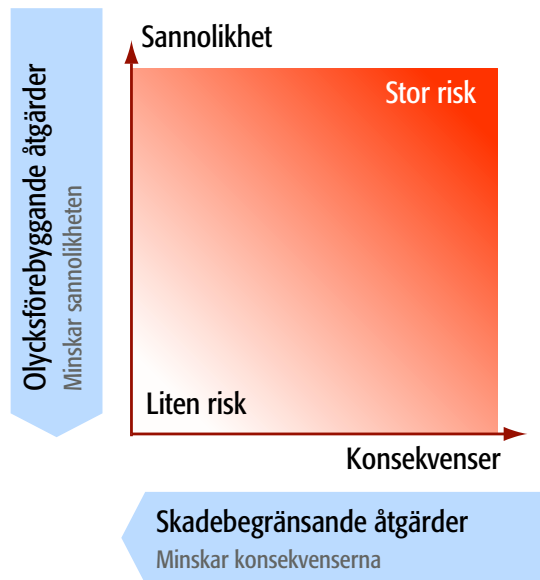 Olycksförebyggande åtgärder
Minskar sannolikheten
Sannolikhet
Stor risk
Liten risk
Konsekvenser
Skadebegränsande åtgärder
Minskar konsekvenserna